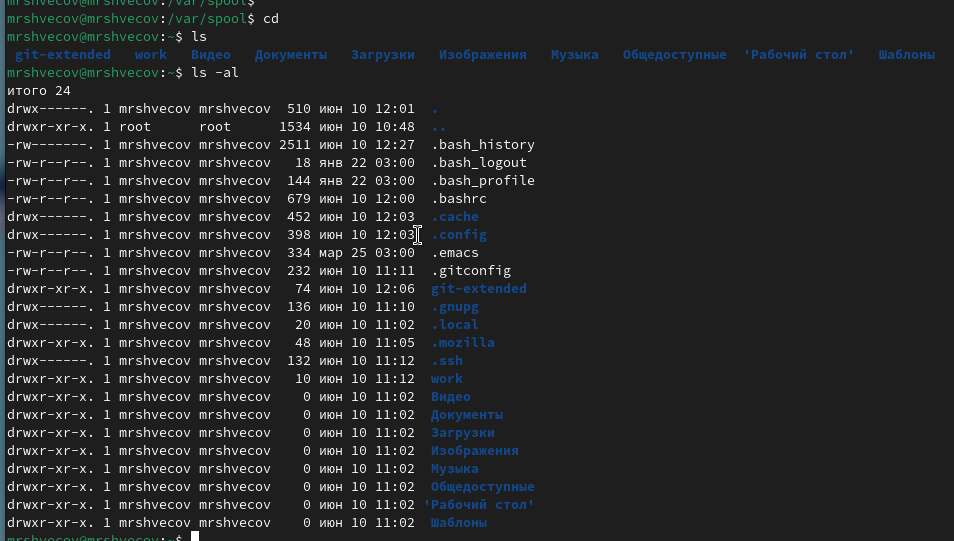 mrshvecov@mrshvecov:/var/spool$
mrshvecov@mrshvecov:/var/spool$ cd
mrshvecov@mrshvecov:~$ ls
git-extended work Видео Документы Загрузки Изображения Музыка Общедоступные 'Рабочий стол' Шаблоны
mrshvecov@mrshvecov:~$ ls -al
итого 24
drwx------. 1 mrshvecov mrshvecov 510 июн 10 12:01 .
drwxr-xr-x. 1 root root 1534 июн 10 10:48 ..
-rw-------. 1 mrshvecov mrshvecov 2511 июн 10 12:27 .bash_history
-rw-r--r--. 1 mrshvecov mrshvecov 18 янв 22 03:00 .bash_logout
-rw-r--r--. 1 mrshvecov mrshvecov 144 янв 22 03:00 .bash_profile
-rw-r--r--. 1 mrshvecov mrshvecov 679 июн 10 12:00 .bashrc
drwx------. 1 mrshvecov mrshvecov 452 июн 10 12:03 .cache
drwx------. 1 mrshvecov mrshvecov 398 июн 10 12:03 .config
-rw-r--r--. 1 mrshvecov mrshvecov 334 мар 25 03:00 .emacs
-rw-r--r--. 1 mrshvecov mrshvecov 232 июн 10 11:11 .gitconfig
drwxr-xr-x. 1 mrshvecov mrshvecov 74 июн 10 12:06 git-extended
drwx------. 1 mrshvecov mrshvecov 136 июн 10 11:10 .gnupg
drwx------. 1 mrshvecov mrshvecov 20 июн 10 11:02 .local
drwxr-xr-x. 1 mrshvecov mrshvecov 48 июн 10 11:05 .mozilla
drwx------. 1 mrshvecov mrshvecov 132 июн 10 11:12 .ssh
drwxr-xr-x. 1 mrshvecov mrshvecov 10 июн 10 11:12 work
drwxr-xr-x. 1 mrshvecov mrshvecov 0 июн 10 11:02 Видео
drwxr-xr-x. 1 mrshvecov mrshvecov 0 июн 10 11:02 Документы
drwxr-xr-x. 1 mrshvecov mrshvecov 0 июн 10 11:02 Загрузки
drwxr-xr-x. 1 mrshvecov mrshvecov 0 июн 10 11:02 Изображения
drwxr-xr-x. 1 mrshvecov mrshvecov 0 июн 10 11:02 Музыка
drwxr-xr-x. 1 mrshvecov mrshvecov 0 июн 10 11:02 Общедоступные
drwxr-xr-x. 1 mrshvecov mrshvecov 0 июн 10 11:02 'Рабочий стол'
drwxr-xr-x. 1 mrshvecov mrshvecov 0 июн 10 11:02 Шаблоны
mrshvecov@mrshvecov:~$